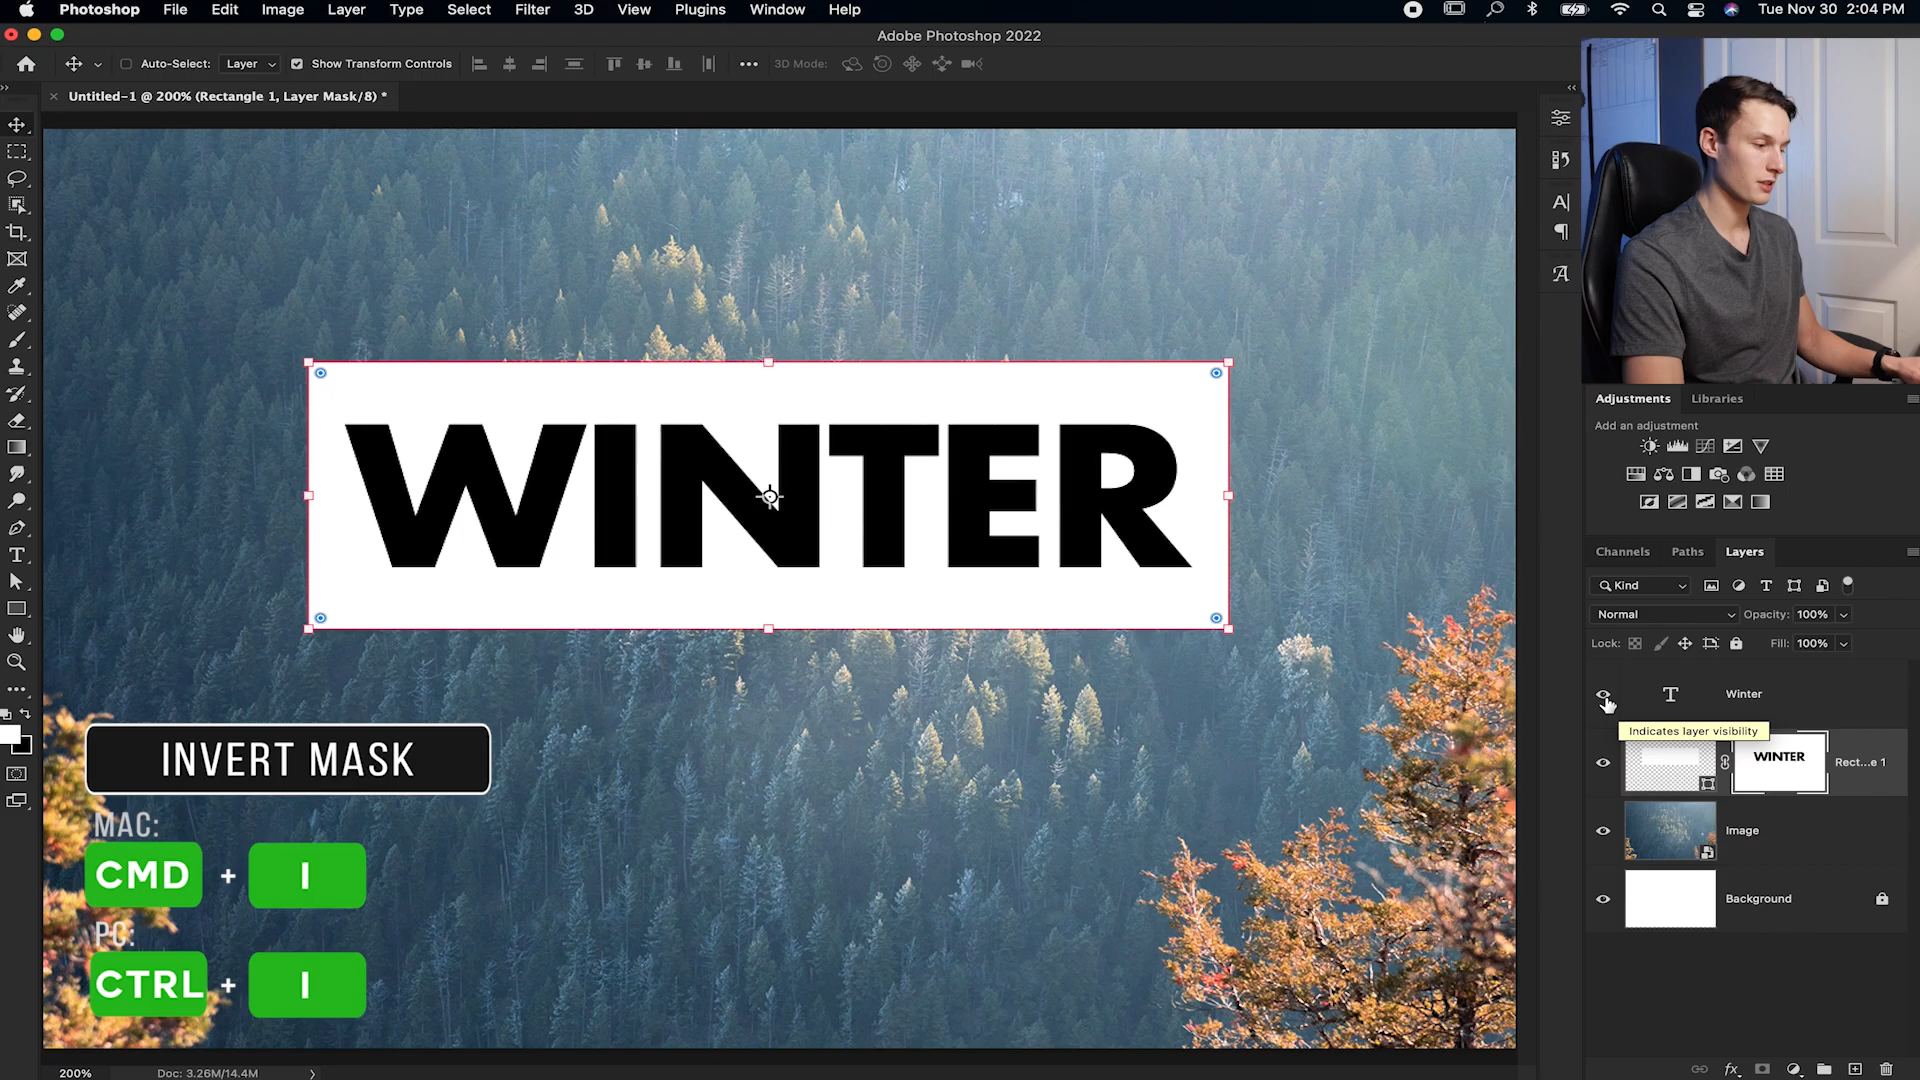 Photoshop File Edit Image Layer Type Select Filter 3D View Plugins Window Help Tue Nov 30 2:04 PM
Adobe Photoshop 2022
Auto-Select: Layer Show Transform Controls 3D Mode:
Untitled-1 @ 200% (Rectangle 1, Layer Mask/8) *
WINTER
Adjustments Libraries
Add an adjustment
Channels Paths Layers
Kind
Normal Opacity: 100%
Lock: Fill: 100%
Winter
Indicates layer visibility
WINTER Rect...e 1
Image
Background
INVERT MASK
MAC:
CMD + I
PC:
CTRL + I
200% Doc: 3.26M/14.4M